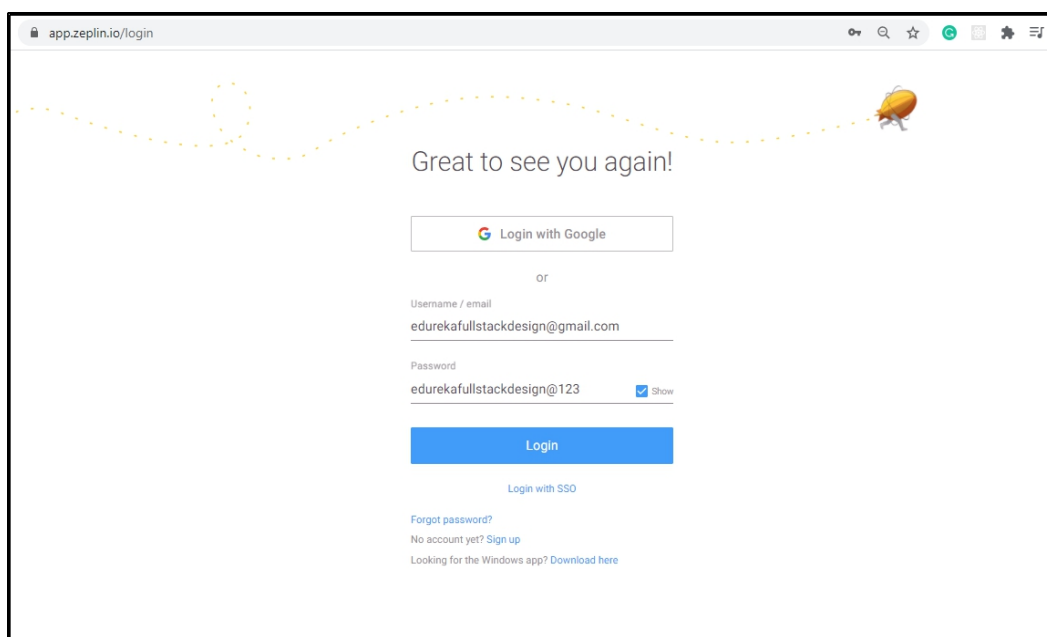 app.zeplin.io/login
Great to see you again!
Login with Google
or
Username / email
edurekafullstackdesign@gmail.com
Password
edurekafullstackdesign@123 Show
Login
Login with SSO
Forgot password?
No account yet? Sign up
Looking for the Windows app? Download here